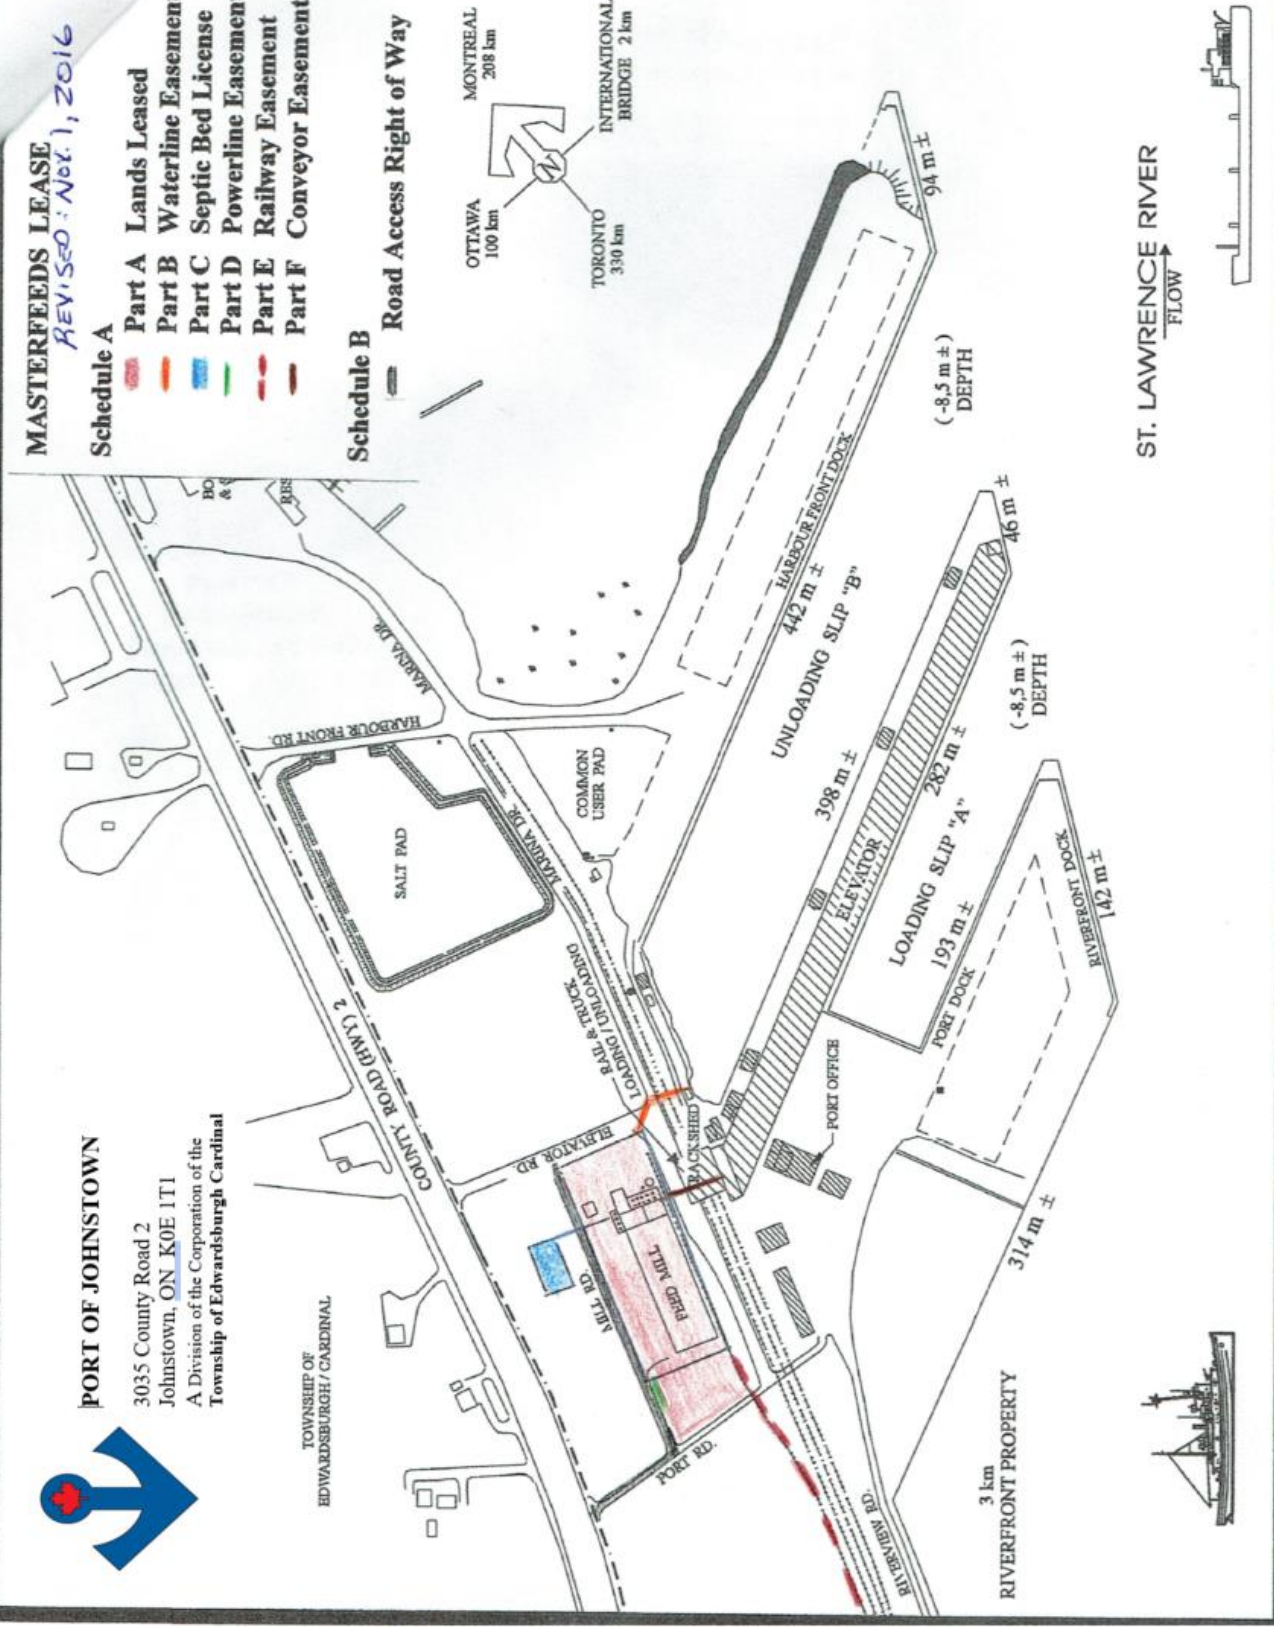 PORT OF JOHNSTOWN
3035 County Road 2
Johnstown, ON K0E 1T1
A Division of the Corporation of the
Township of Edwardsburgh Cardinal
MASTERFEEDS LEASE
REVISED: Nov. 1, 2016
Schedule A
Part A Lands Leased
Part B Waterline Easemen
Part C Septic Bed License
Part D Powerline Easemen
Part E Railway Easement
Part F Conveyor Easement
Schedule B
Road Access Right of Way
MONTREAL
208 km
OTTAWA
100 km
N
INTERNATIONAL
BRIDGE 2 km
TORONTO
330 km
TOWNSHIP OF
EDWARDSBURGH / CARDINAL
COUNTY ROAD (HWY) 2
BO
& 
RES
MARINA DR.
HARBOUR FRONT RD.
SALT PAD
MARINA DR.
COMMON
USER PAD
RAIL & TRUCK
LOADING / UNLOADING
ELEVATOR RD.
MILL RD.
FEED MILL
PORT RD.
TRACKSHED
PORT OFFICE
HARBOUR FRONT DOCK
442 m ±
94 m ±
UNLOADING SLIP "B"
(-8,5 m ±)
DEPTH
398 m ±
ELEVATOR
282 m ±
46 m ±
LOADING SLIP "A"
193 m ±
(-8,5 m ±)
DEPTH
PORT DOCK
RIVERFRONT DOCK
142 m ±
314 m ±
RIVERVIEW RD.
3 km
RIVERFRONT PROPERTY
ST. LAWRENCE RIVER
FLOW